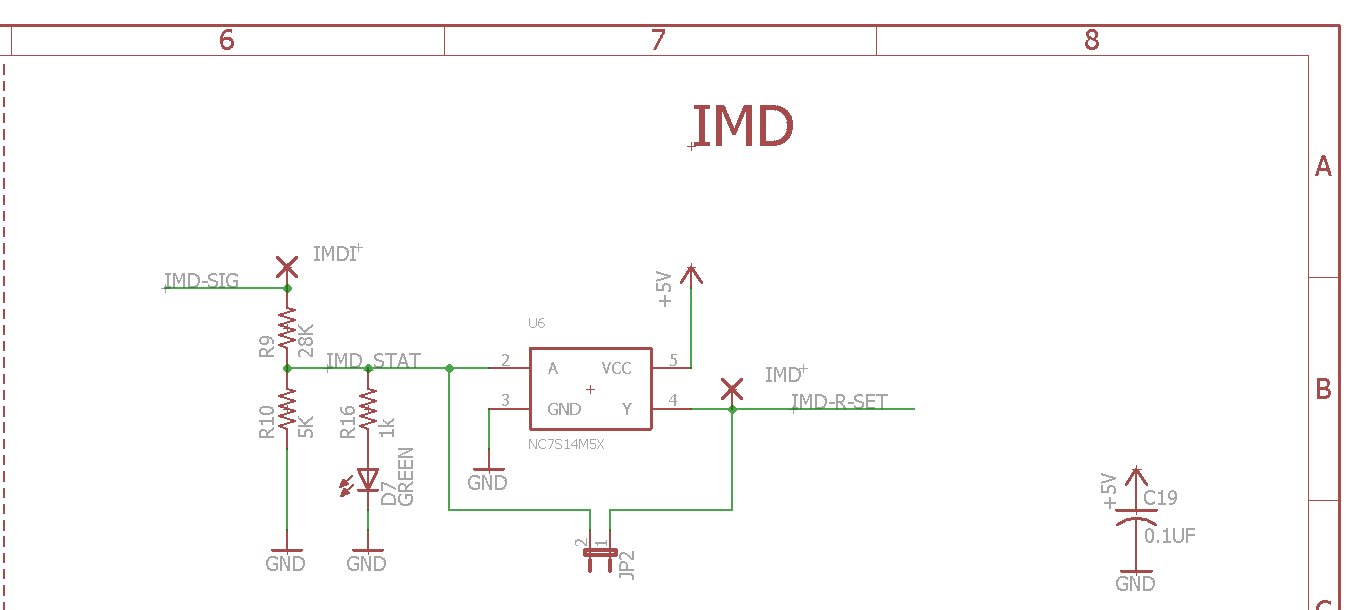 6 7 8
IMD
A
IMDI
IMD-SIG
+5V
U6
R9 28K
IMD_STAT
2 A VCC 5
IMD
B
3 GND Y 4
IMD-R-SET
R10 5K
R16 1k
NC7S14M5X
GND
D7 GREEN
+5V C19
0.1UF
2 1
JP2
GND GND
GND
C